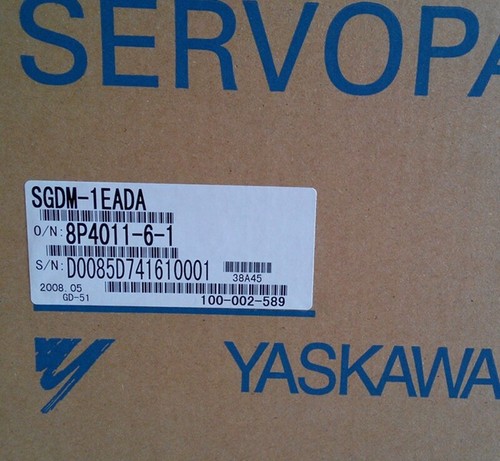 SERVOPA
SGDM-1EADA
O/N: 8P4011-6-1
S/N: D0085D741610001
38A45
2008.05
GD-51
100-002-589
YASKAWA